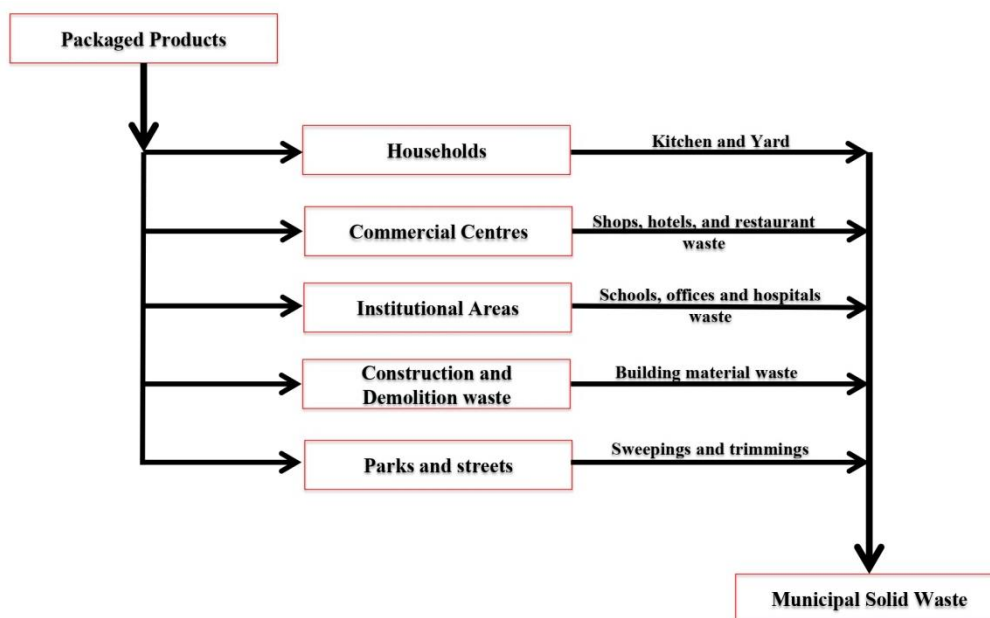 Packaged Products
Households
Kitchen and Yard
Commercial Centres
Shops, hotels, and restaurant
waste
Institutional Areas
Schools, offices and hospitals
waste
Construction and
Demolition waste
Building material waste
Parks and streets
Sweepings and trimmings
Municipal Solid Waste